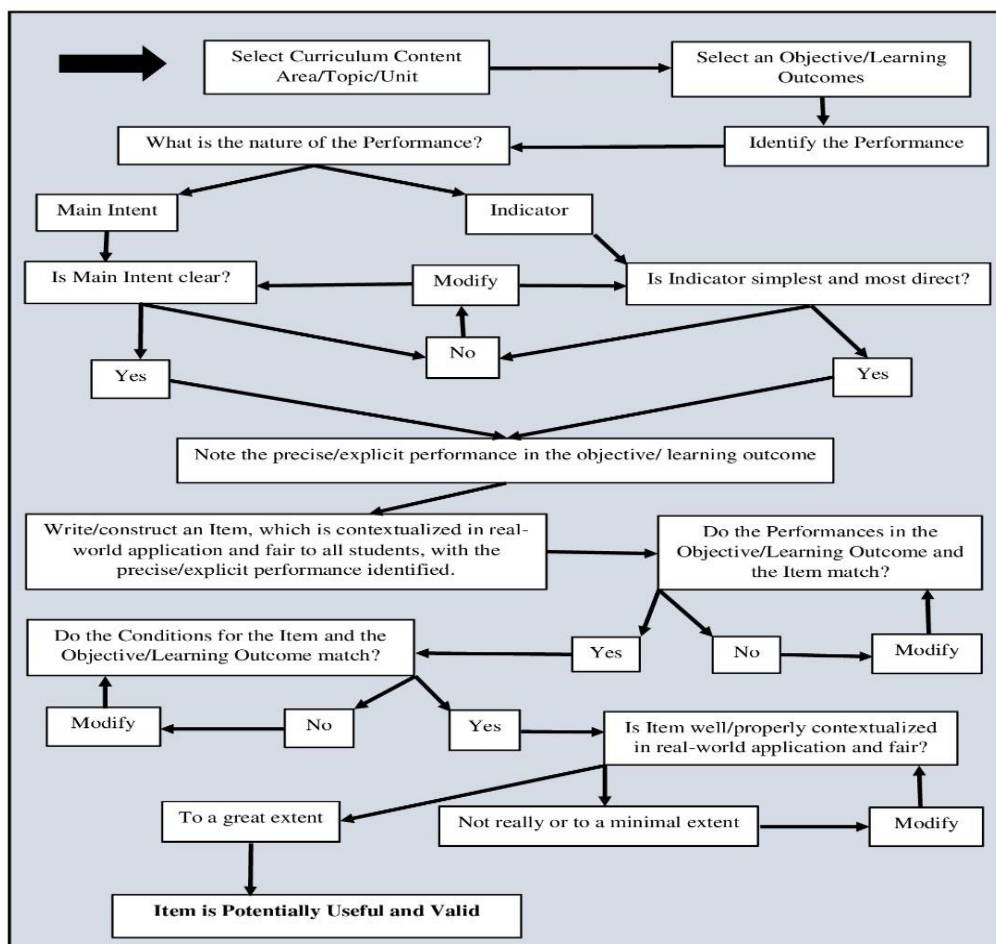 Select Curriculum Content
Area/Topic/Unit
Select an Objective/Learning
Outcomes
What is the nature of the Performance?
Identify the Performance
Main Intent
Indicator
Is Main Intent clear?
Modify
Is Indicator simplest and most direct?
No
Yes
Yes
Note the precise/explicit performance in the objective/ learning outcome
Write/construct an Item, which is contextualized in real-
world application and fair to all students, with the
precise/explicit performance identified.
Do the Performances in the
Objective/Learning Outcome and
the Item match?
Do the Conditions for the Item and the
Objective/Learning Outcome match?
Yes
No
Modify
Modify
No
Yes
Is Item well/properly contextualized
in real-world application and fair?
To a great extent
Not really or to a minimal extent
Modify
Item is Potentially Useful and Valid